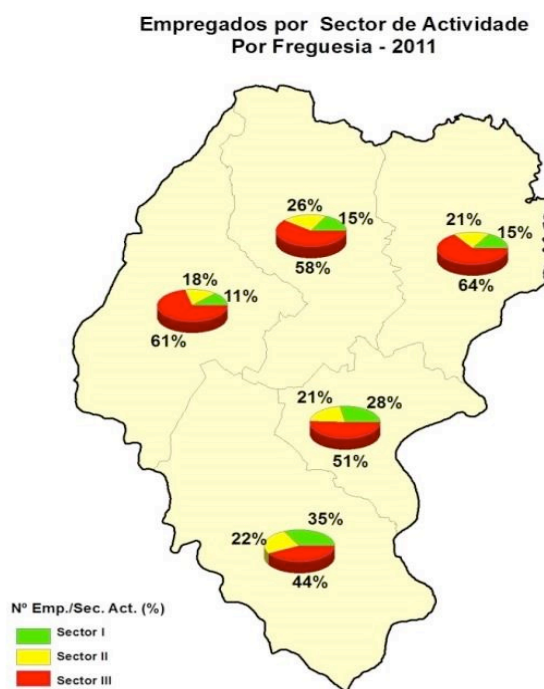 Empregados por Sector de Actividade
Por Freguesia - 2011
26%
15%
58%
21%
15%
64%
18%
11%
61%
21%
28%
51%
22%
35%
44%
Nº Emp./Sec. Act. (%)
Sector I
Sector II
Sector III